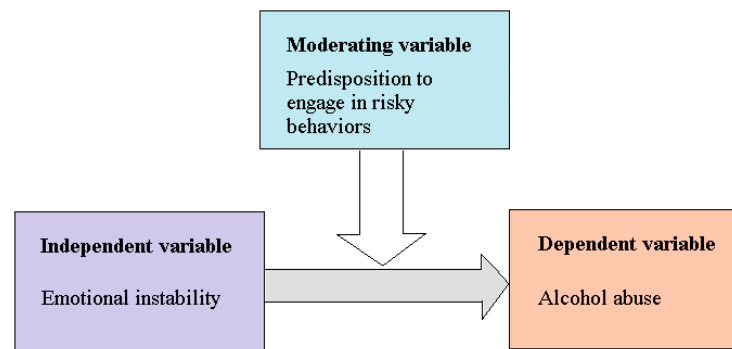 Moderating variable
Predisposition to
engage in risky
behaviors
Independent variable
Emotional instability
Dependent variable
Alcohol abuse